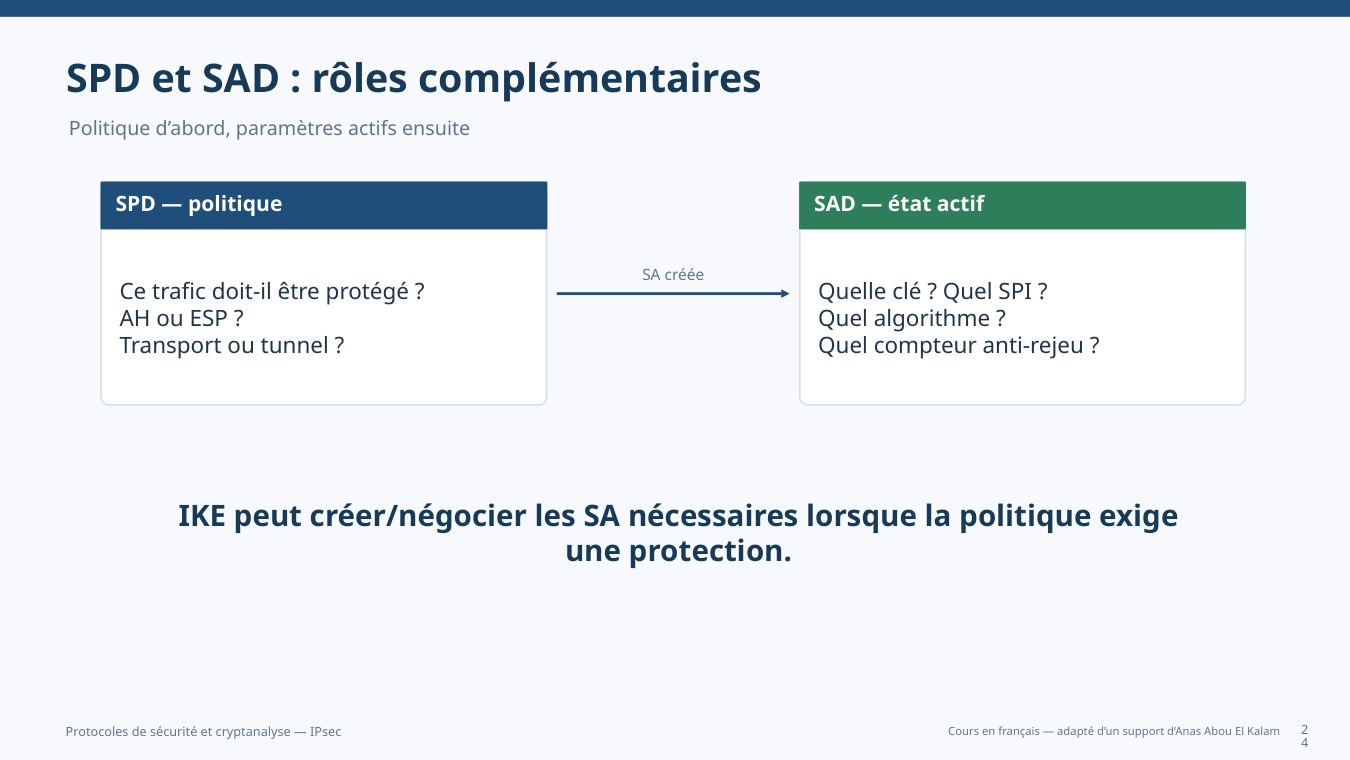 SPD et SAD : rôles complémentaires
Politique d’abord, paramètres actifs ensuite
SPD — politique
Ce trafic doit-il être protégé ?
AH ou ESP ?
Transport ou tunnel ?
SA créée
SAD — état actif
Quelle clé ? Quel SPI ?
Quel algorithme ?
Quel compteur anti-rejeu ?
IKE peut créer/négocier les SA nécessaires lorsque la politique exige
une protection.
Protocoles de sécurité et cryptanalyse — IPsec
Cours en français — adapté d’un support d’Anas Abou El Kalam
2
4